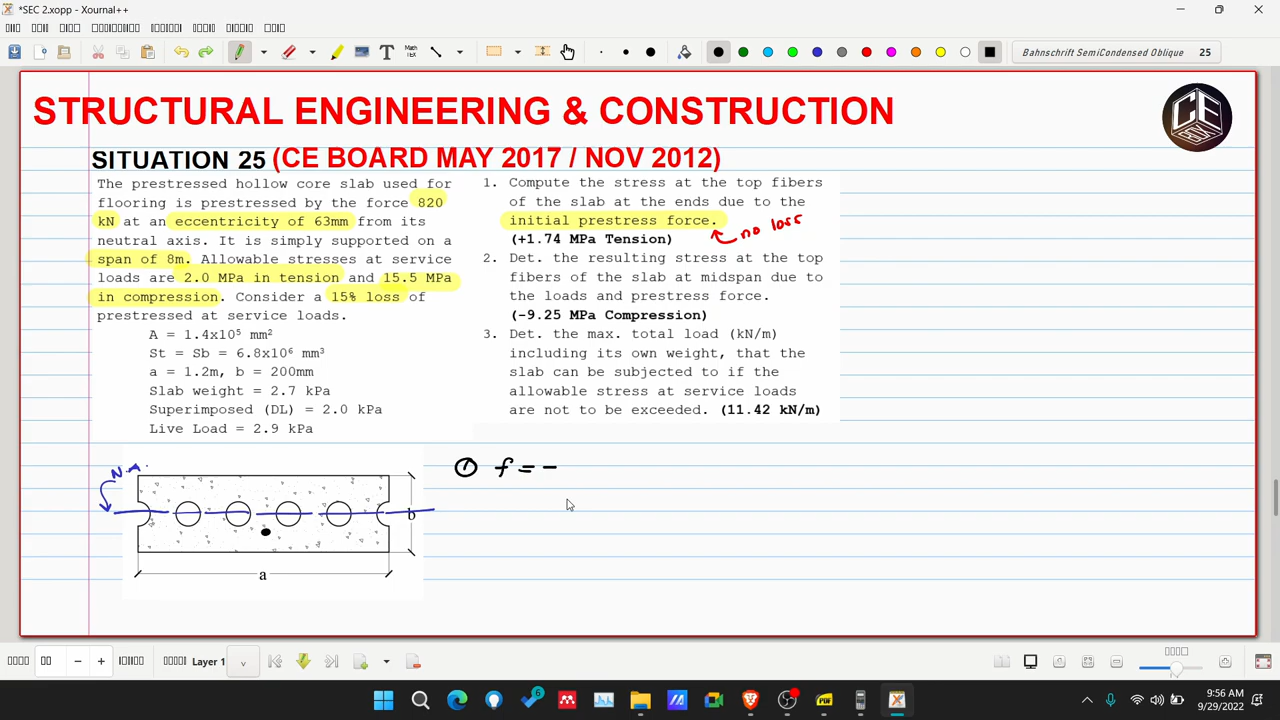 *SEC 2.xopp - Xournal++
Bahnschrift SemiCondensed Oblique 25
STRUCTURAL ENGINEERING & CONSTRUCTION
SITUATION 25 (CE BOARD MAY 2017 / NOV 2012)
The prestressed hollow core slab used for
flooring is prestressed by the force 820
kN at an eccentricity of 63mm from its
neutral axis. It is simply supported on a
span of 8m. Allowable stresses at service
loads are 2.0 MPa in tension and 15.5 MPa
in compression. Consider a 15% loss of
prestressed at service loads.
A = 1.4x10⁵ mm²
St = Sb = 6.8x10⁶ mm³
a = 1.2m, b = 200mm
Slab weight = 2.7 kPa
Superimposed (DL) = 2.0 kPa
Live Load = 2.9 kPa
1. Compute the stress at the top fibers
of the slab at the ends due to the
initial prestress force.
no loss
(+1.74 MPa Tension)
2. Det. the resulting stress at the top
fibers of the slab at midspan due to
the loads and prestress force.
(-9.25 MPa Compression)
3. Det. the max. total load (kN/m)
including its own weight, that the
slab can be subjected to if the
allowable stress at service loads
are not to be exceeded. (11.42 kN/m)
N.A.
b
a
① f = -
Layer 1
9:56 AM
9/29/2022